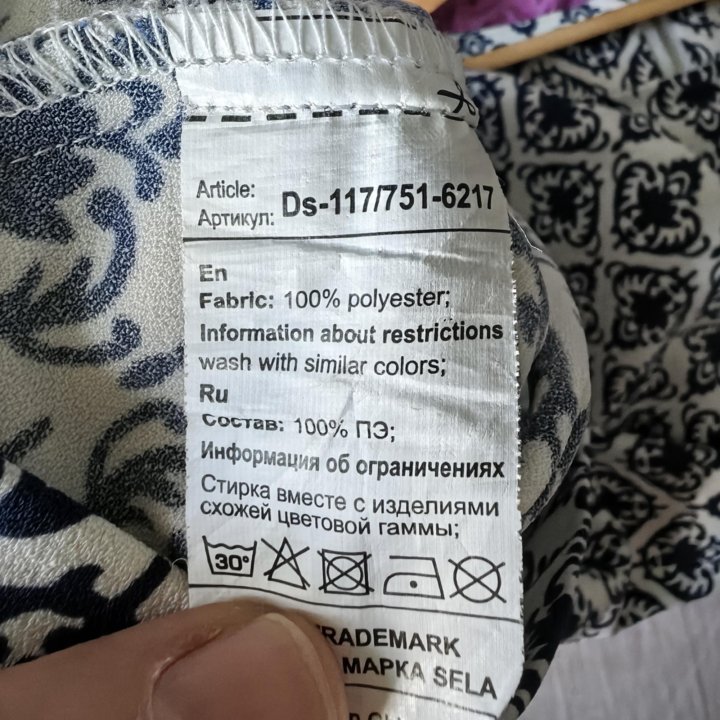 Article:
Артикул: Ds-117/751-6217
En
Fabric: 100% polyester;
Information about restrictions
wash with similar colors;
Ru
Состав: 100% ПЭ;
Информация об ограничениях
Стирка вместе с изделиями
схожей цветовой гаммы;
30°
TRADEMARK
МАРКА SELA